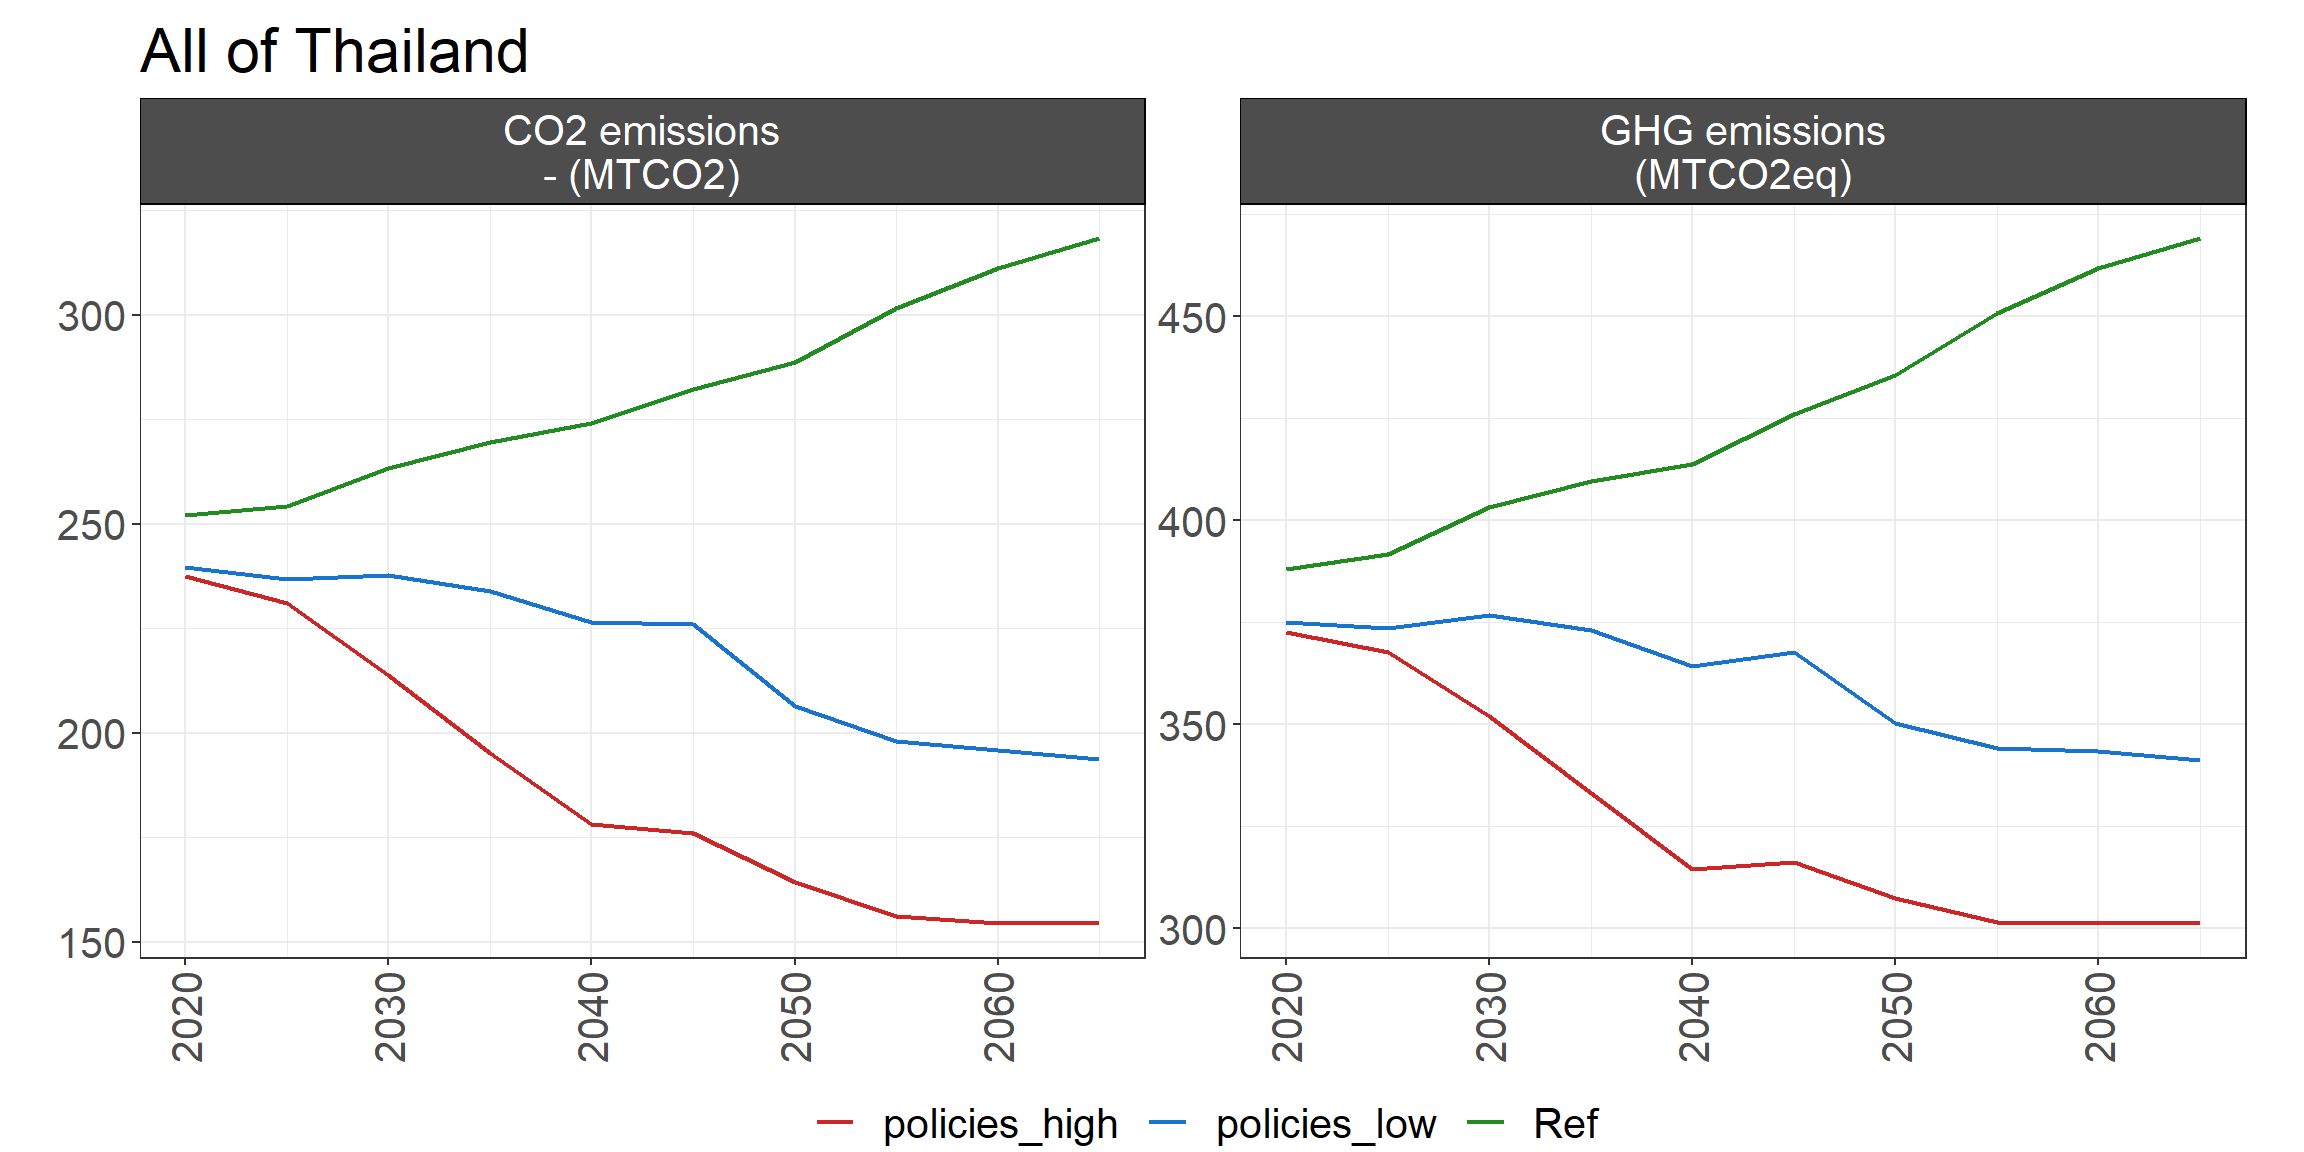 All of Thailand
CO2 emissions
- (MTCO2)
GHG emissions
(MTCO2eq)
300
250
200
150
450
400
350
300
2020
2030
2040
2050
2060
2020
2030
2040
2050
2060
policies_high
policies_low
Ref